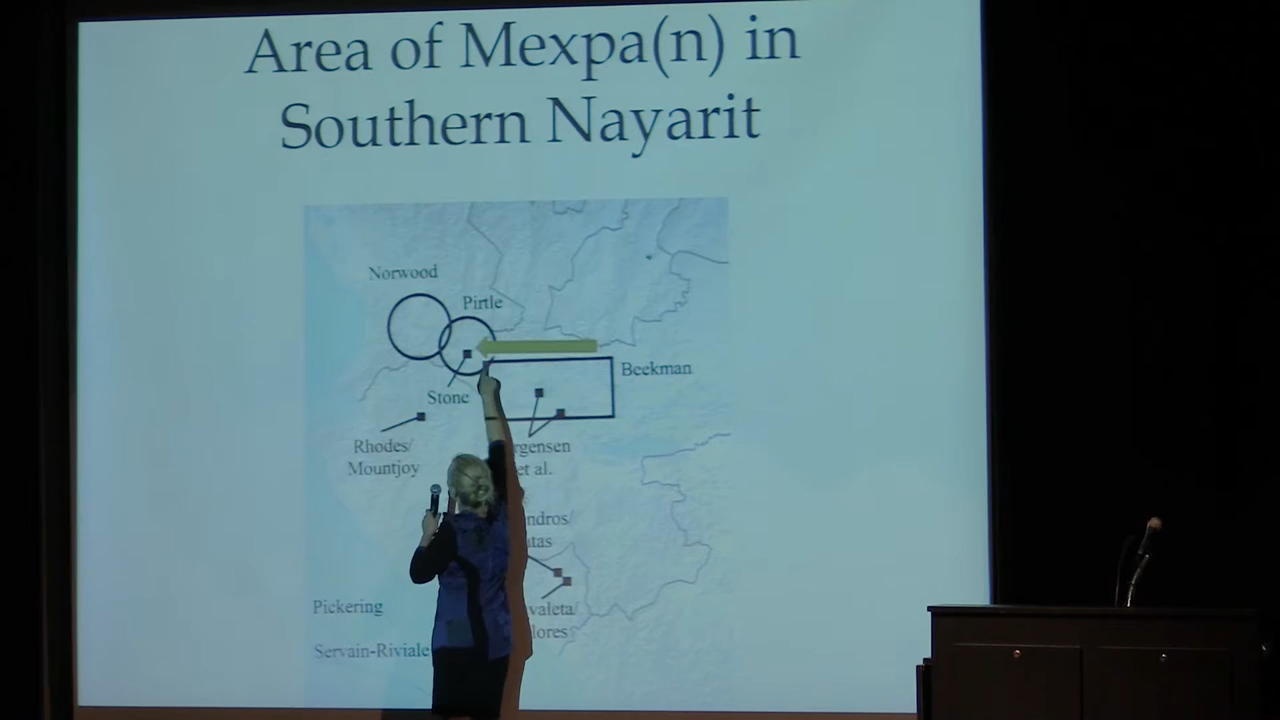 Area of Mexpa(n) in
Southern Nayarit
Norwood
Pirtle
Beekman
Stone
Rhodes/
Mountjoy
rgensen
et al.
ndros/
tas
valeta/
lores
Pickering
Servain-Riviale